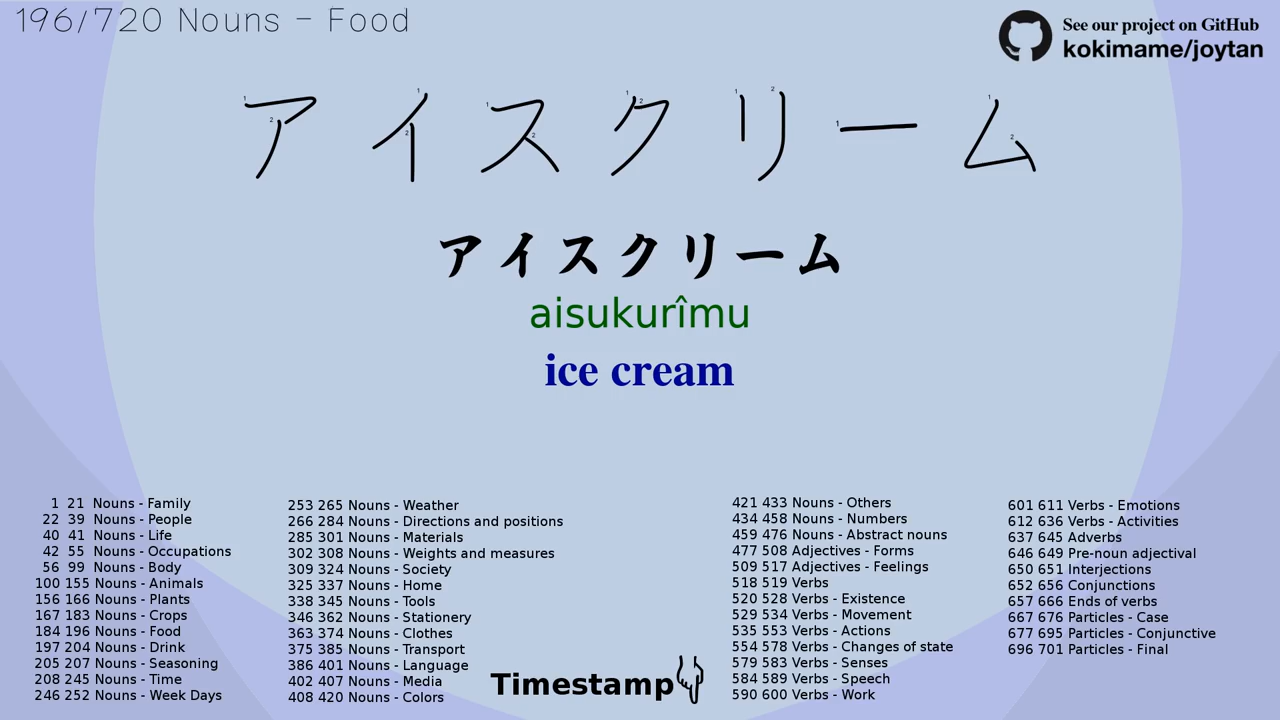 196/720 Nouns - Food
See our project on GitHub
kokimame/joytan
アイスクリーム
アイスクリーム
aisukurîmu
ice cream
1 21 Nouns - Family
22 39 Nouns - People
40 41 Nouns - Life
42 55 Nouns - Occupations
56 99 Nouns - Body
100 155 Nouns - Animals
156 166 Nouns - Plants
167 183 Nouns - Crops
184 196 Nouns - Food
197 204 Nouns - Drink
205 207 Nouns - Seasoning
208 245 Nouns - Time
246 252 Nouns - Week Days
253 265 Nouns - Weather
266 284 Nouns - Directions and positions
285 301 Nouns - Materials
302 308 Nouns - Weights and measures
309 324 Nouns - Society
325 337 Nouns - Home
338 345 Nouns - Tools
346 362 Nouns - Stationery
363 374 Nouns - Clothes
375 385 Nouns - Transport
386 401 Nouns - Language
402 407 Nouns - Media
408 420 Nouns - Colors
Timestamp
421 433 Nouns - Others
434 458 Nouns - Numbers
459 476 Nouns - Abstract nouns
477 508 Adjectives - Forms
509 517 Adjectives - Feelings
518 519 Verbs
520 528 Verbs - Existence
529 534 Verbs - Movement
535 553 Verbs - Actions
554 578 Verbs - Changes of state
579 583 Verbs - Senses
584 589 Verbs - Speech
590 600 Verbs - Work
601 611 Verbs - Emotions
612 636 Verbs - Activities
637 645 Adverbs
646 649 Pre-noun adjectival
650 651 Interjections
652 656 Conjunctions
657 666 Ends of verbs
667 676 Particles - Case
677 695 Particles - Conjunctive
696 701 Particles - Final